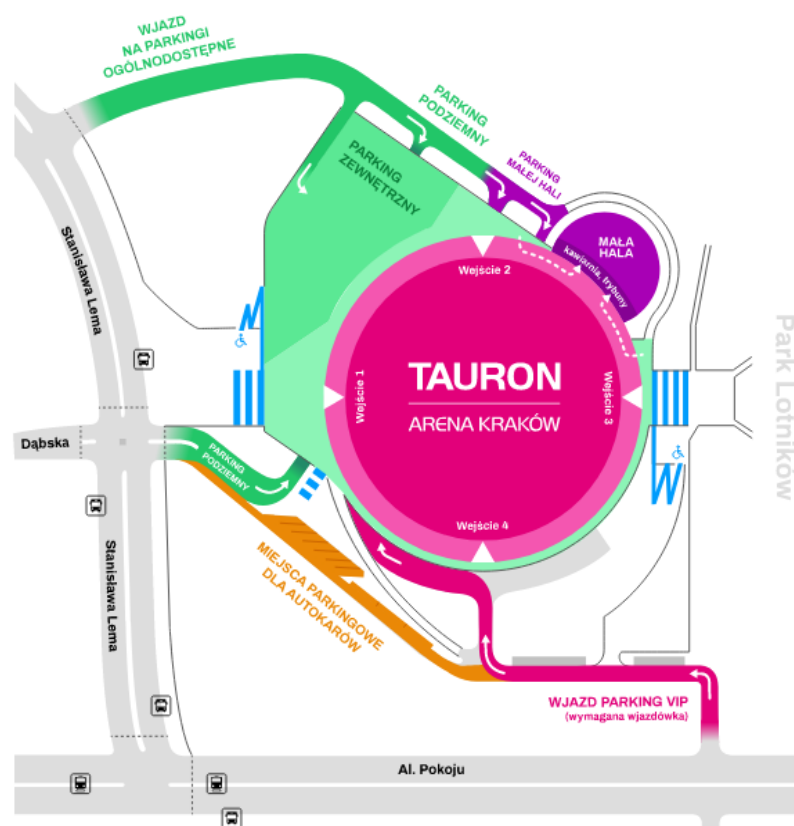 WJAZD
NA PARKINGI
OGÓLNODOSTĘPNE
PARKING
PODZIEMNY
PARKING
MAŁEJ HALI
PARKING
ZEWNĘTRZNY
MAŁA
HALA
kawiarnia, trybuny
Stanisława Lema
Wejście 2
Wejście 1
TAURON
ARENA KRAKÓW
Wejście 3
Park Lotników
Dąbska
PARKING
PODZIEMNY
Wejście 4
Stanisława Lema
MIEJSCA PARKINGOWE
DLA AUTOKARÓW
WJAZD PARKING VIP
(wymagana wjazdówka)
Al. Pokoju